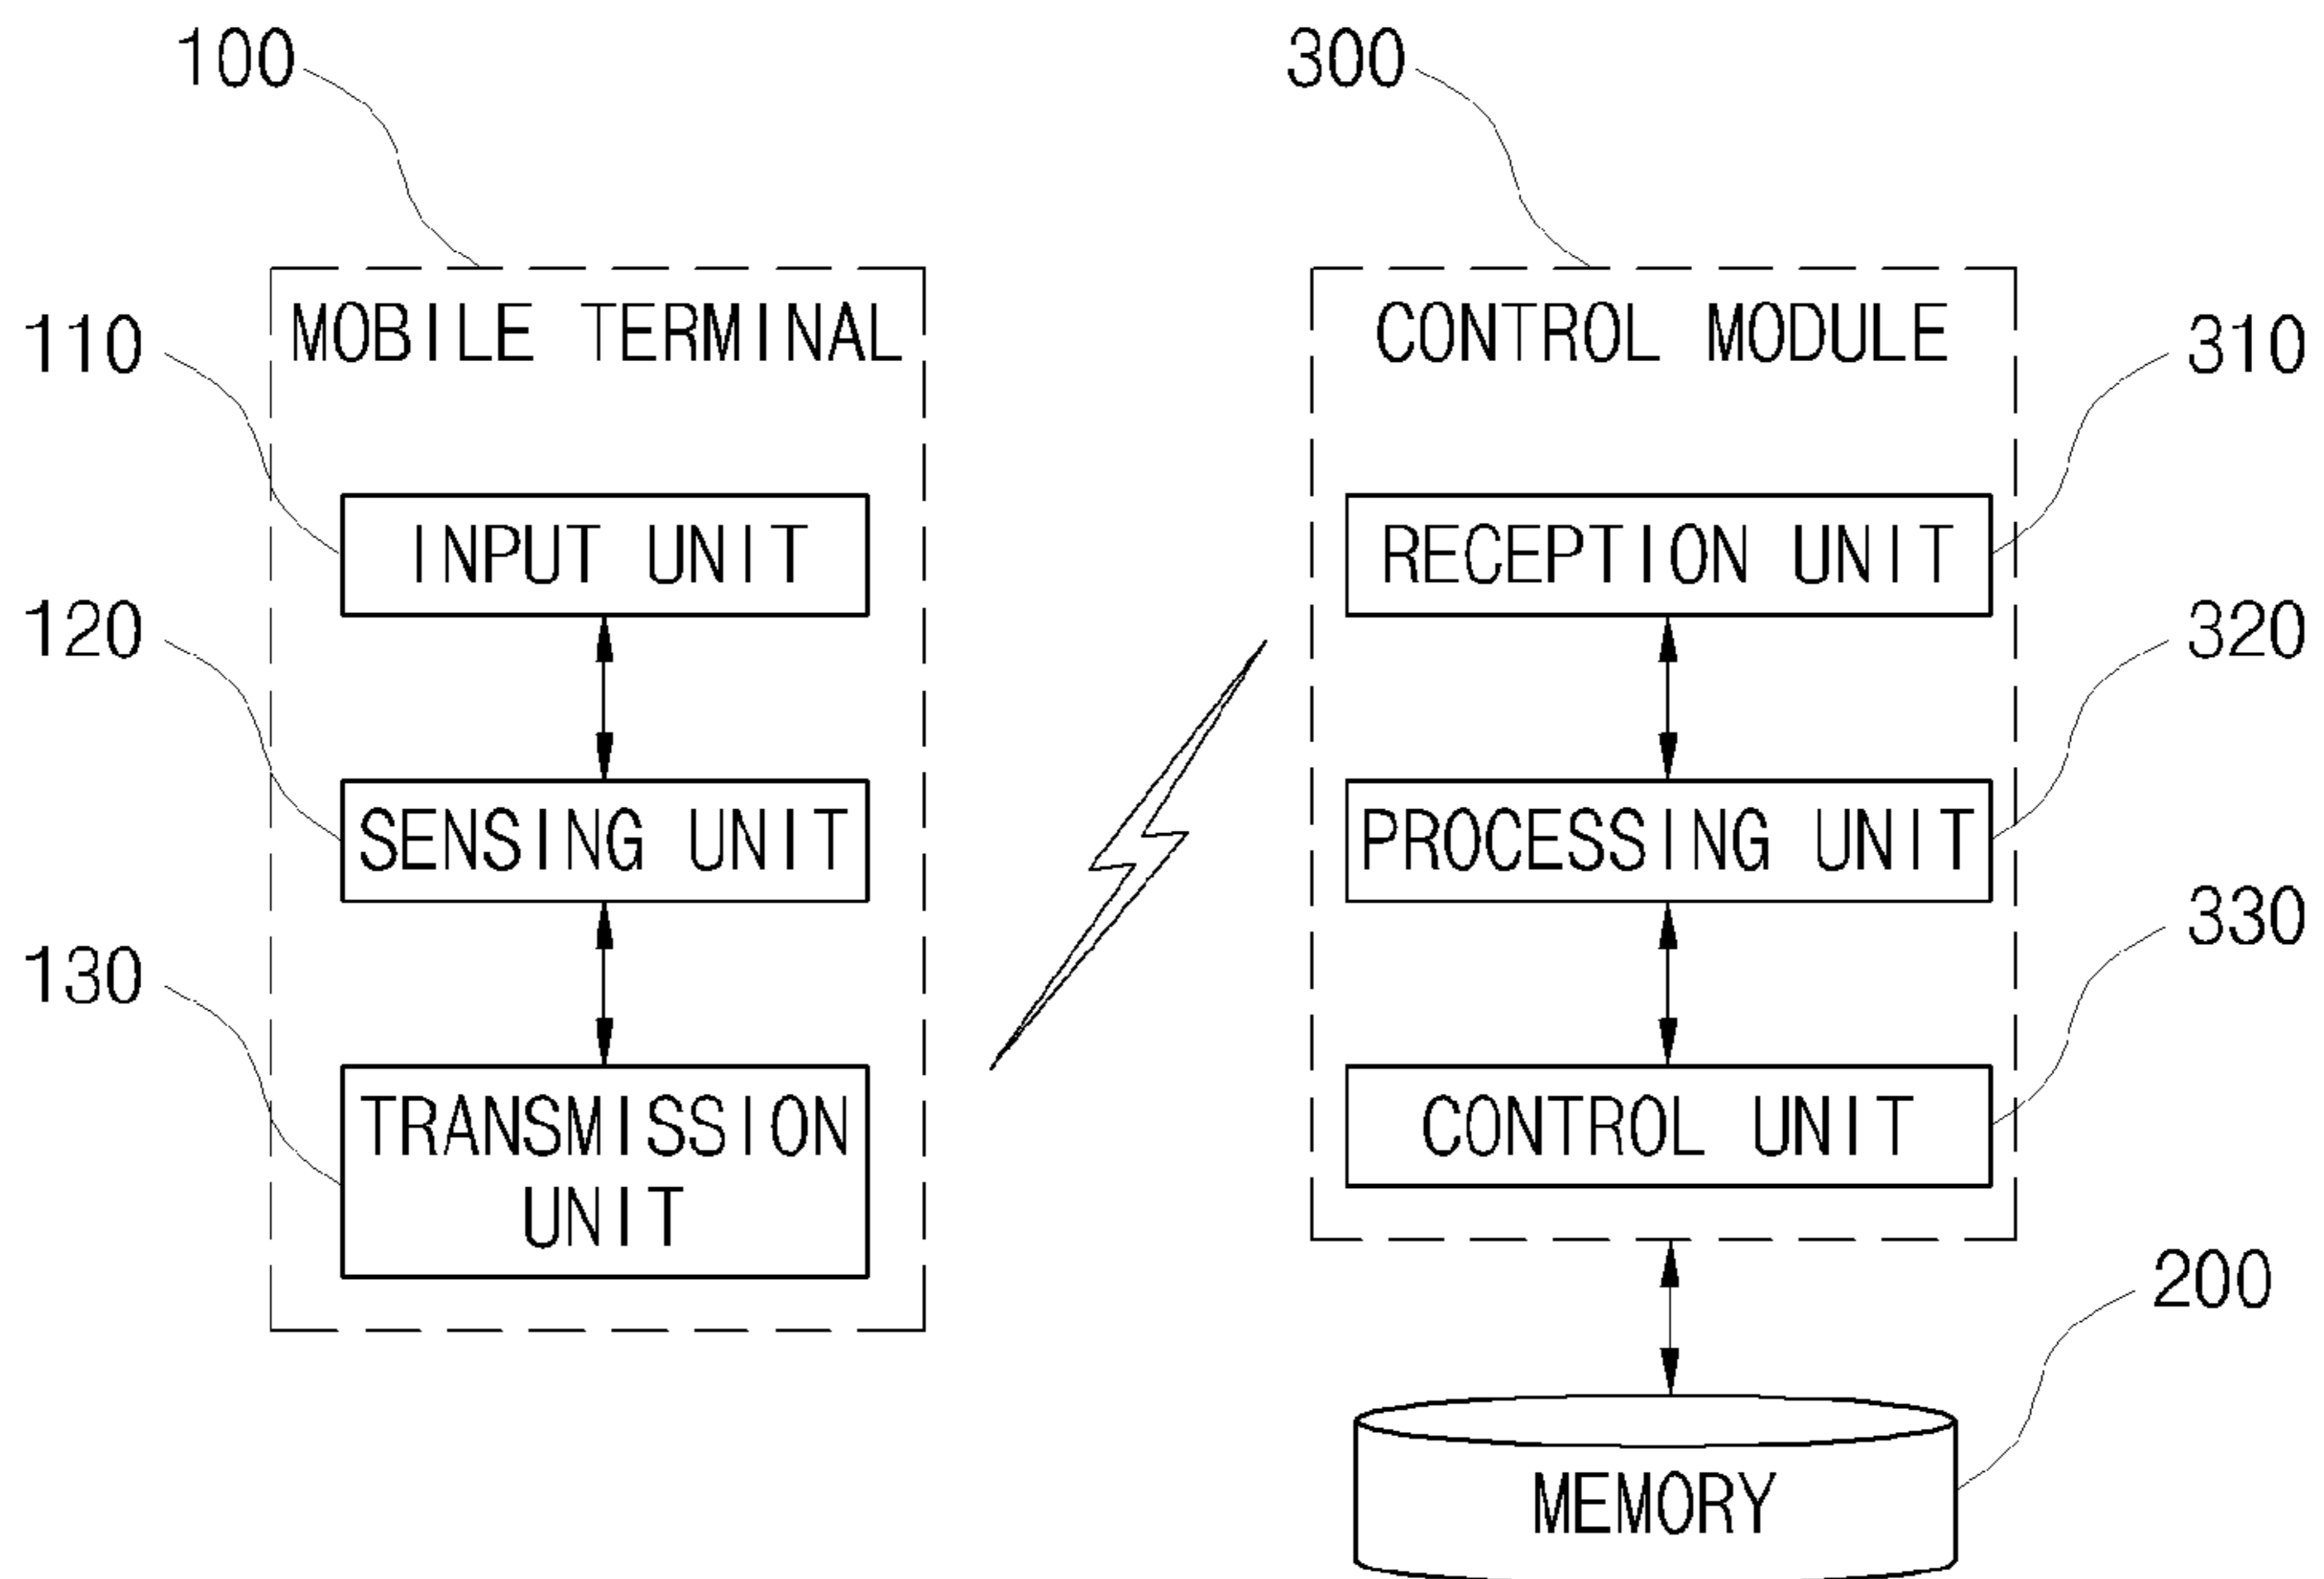 100
300
MOBILE TERMINAL
CONTROL MODULE
110
310
INPUT UNIT
RECEPTION UNIT
120
320
SENSING UNIT
PROCESSING UNIT
130
330
TRANSMISSION
UNIT
CONTROL UNIT
200
MEMORY